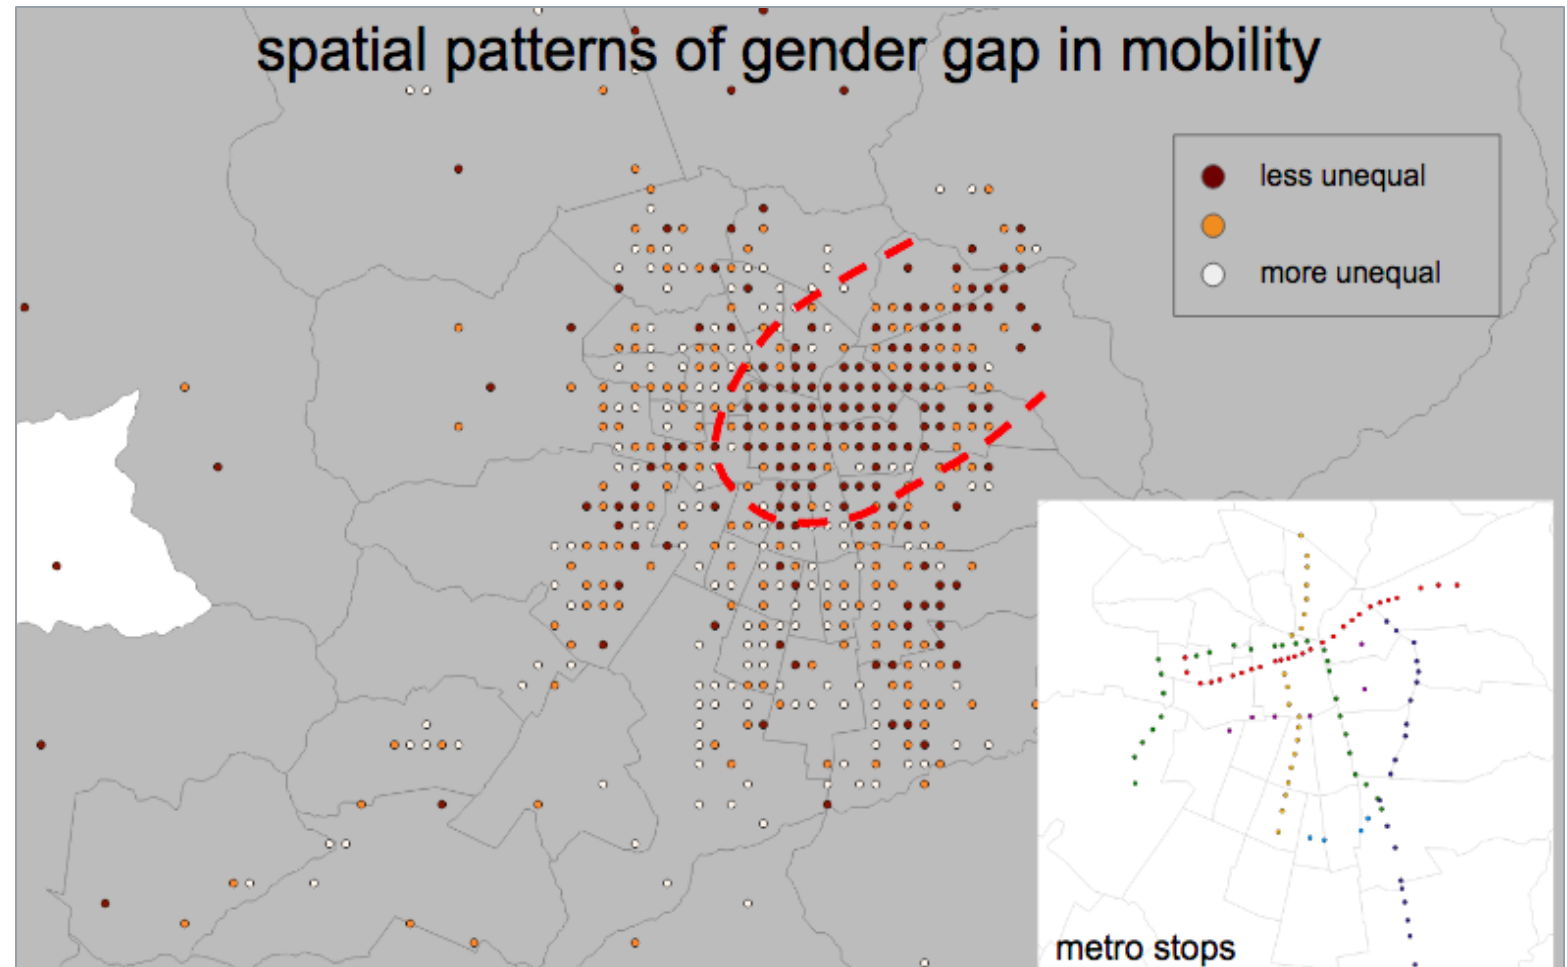 spatial patterns of gender gap in mobility
less unequal
more unequal
metro stops